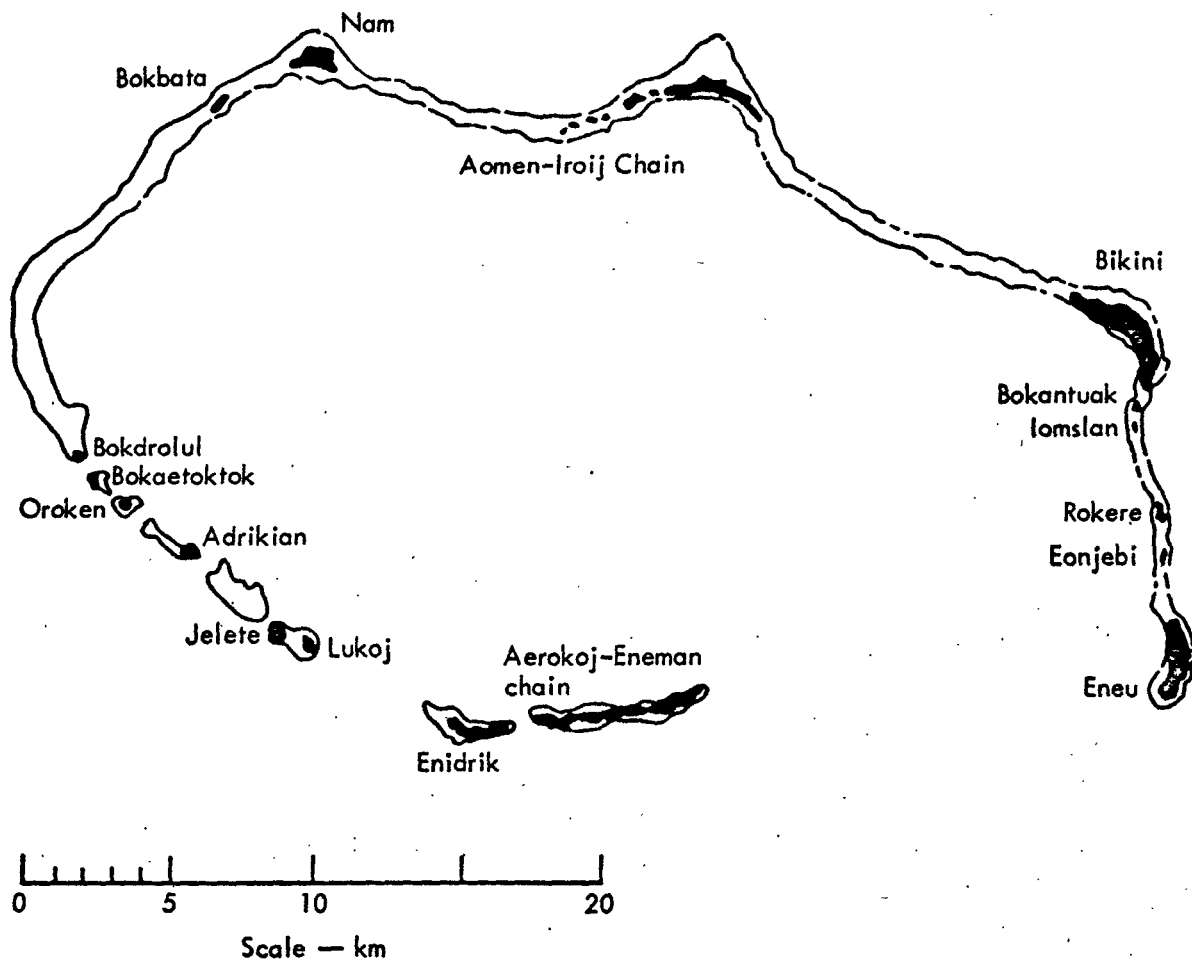 Nam
Bokbata
Aomen-Iroij Chain
Bikini
Bokantuak
Iomslan
Bokdrolul
Bokaetoktok
Oroken
Rokere
Adrikian
Eonjebi
Jelete
Lukoj
Aerokoj-Eneman
chain
Eneu
Enidrik
0 5 10 20
Scale — km